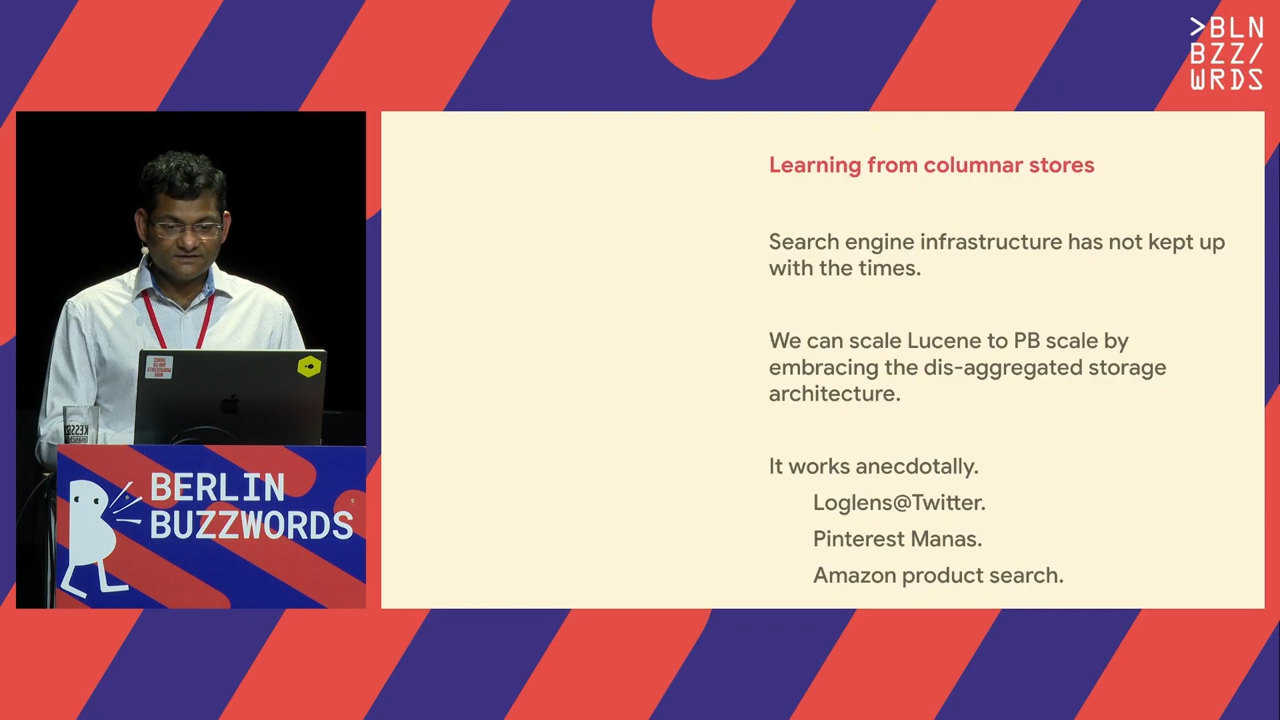 >BLN
BZZ/
WRDS
Learning from columnar stores
Search engine infrastructure has not kept up
with the times.
We can scale Lucene to PB scale by
embracing the dis-aggregated storage
architecture.
It works anecdotally.
Loglens@Twitter.
Pinterest Manas.
Amazon product search.
BERLIN
BUZZWORDS